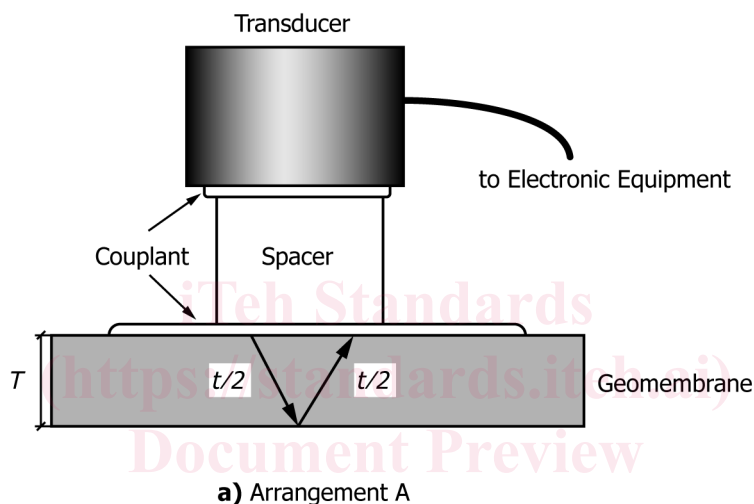 Transducer
to Electronic Equipment
Couplant
Spacer
iTeh Standards
T
t/2
t/2
Geomembrane
(https://standards.iteh.ai)
Document Preview
a) Arrangement A